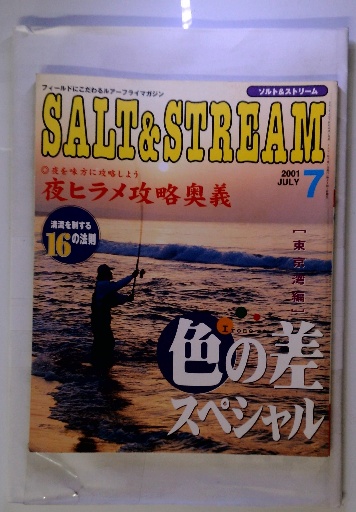 フィールドにこだわるルアーフライマガジン
ソルト&ストリーム
SALT&STREAM
2001
JULY 7
◎夜を味方に攻略しよう
夜ヒラメ攻略奥義
清流を制する
16の法則
[東京湾編]
色の差
スペシャル